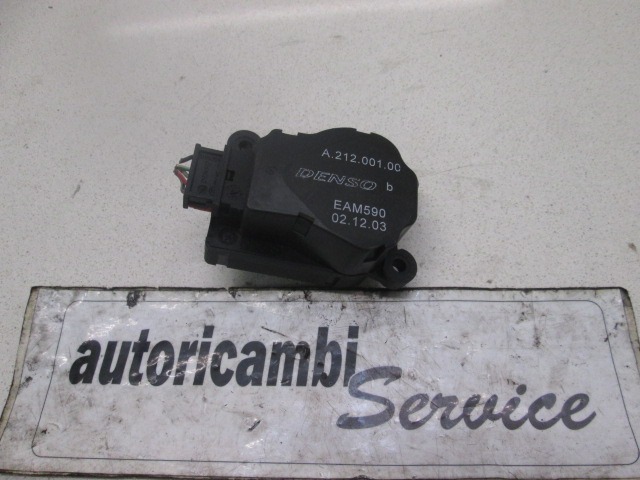 A.212.001.00
DENSO b
EAM590
02.12.03
autoricambi
Service